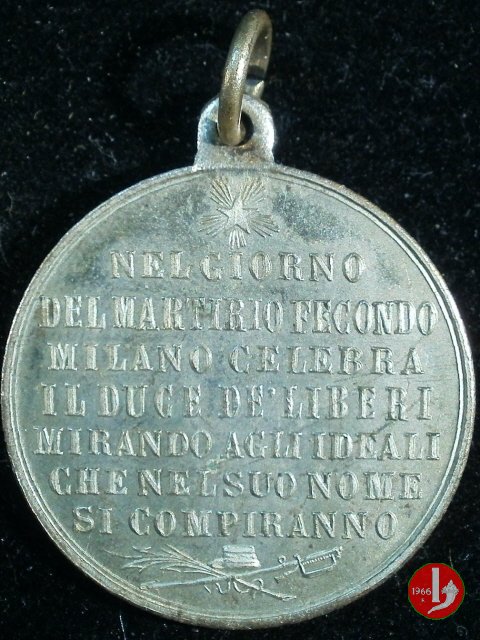 NEL GIORNO
DEL MARTIRIO FECONDO
MILANO CELEBRA
IL DUCE DE' LIBERI
MIRANDO AGLI IDEALI
CHE NEL SUO NOME
SI COMPIRANNO
1966